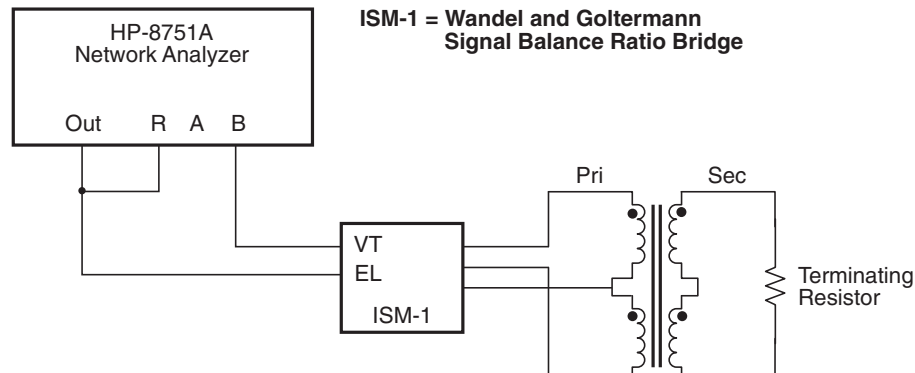 ISM-1 = Wandel and Goltermann
Signal Balance Ratio Bridge
HP-8751A
Network Analyzer
Out R A B
Pri Sec
VT
EL
ISM-1
Terminating
Resistor